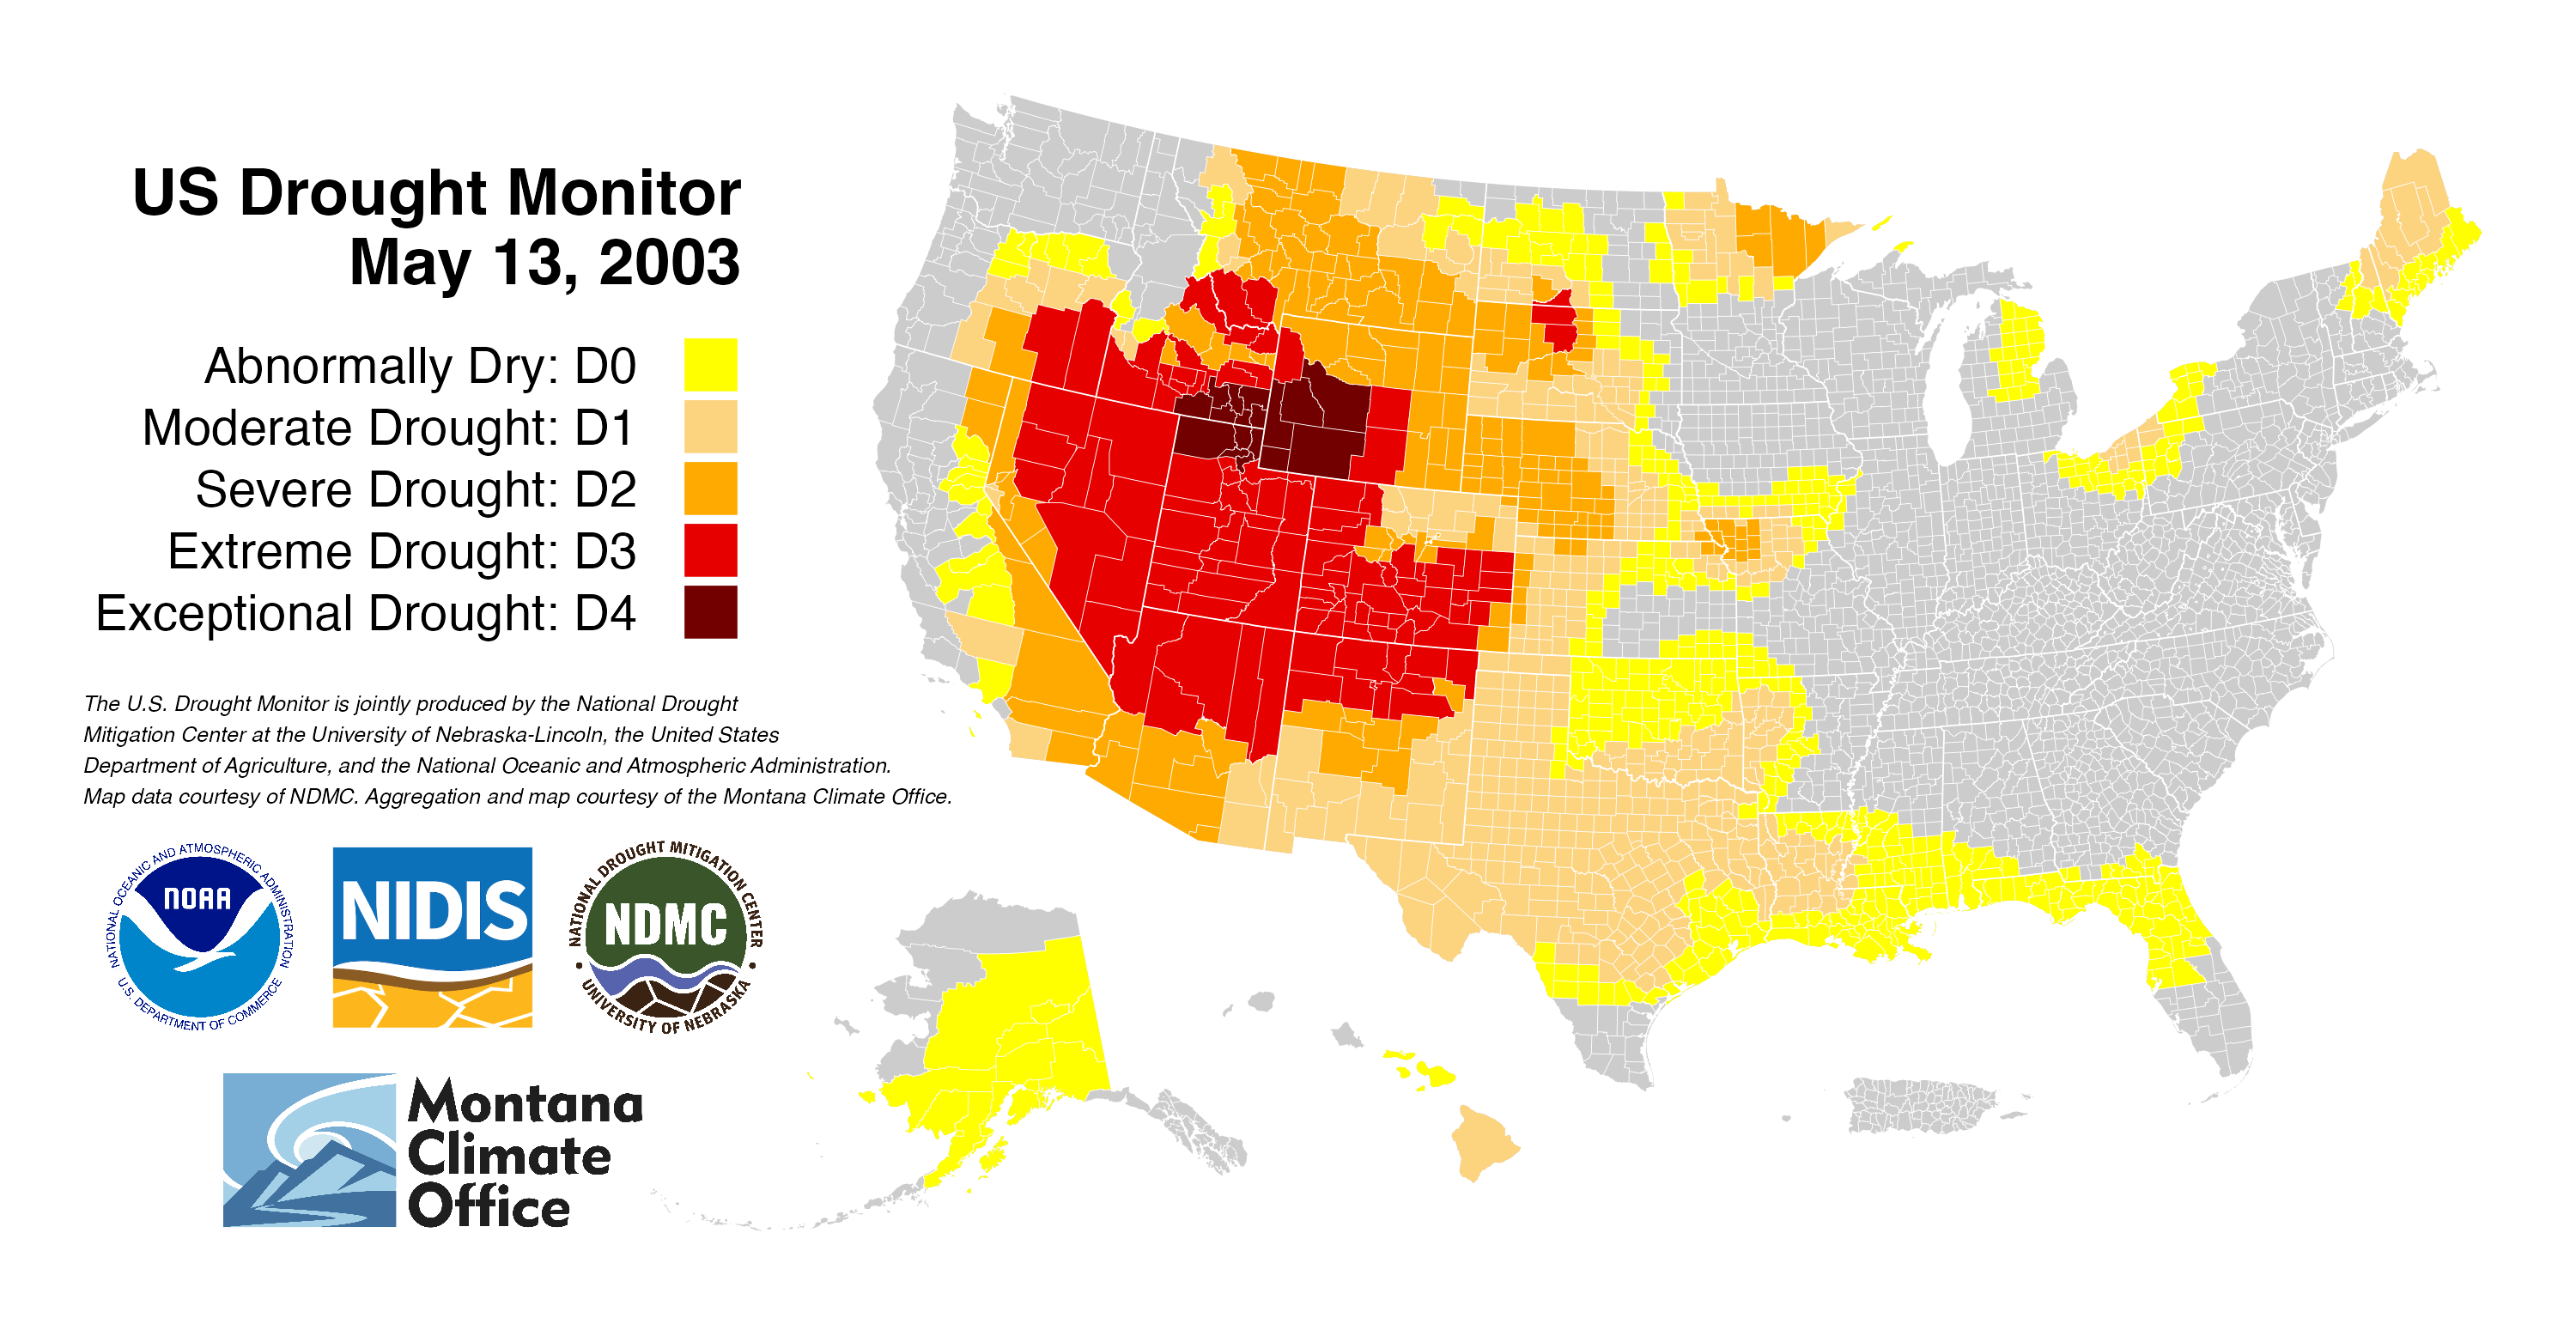 US Drought Monitor
May 13, 2003
Abnormally Dry: D0
Moderate Drought: D1
Severe Drought: D2
Extreme Drought: D3
Exceptional Drought: D4
The U.S. Drought Monitor is jointly produced by the National Drought
Mitigation Center at the University of Nebraska-Lincoln, the United States
Department of Agriculture, and the National Oceanic and Atmospheric Administration.
Map data courtesy of NDMC. Aggregation and map courtesy of the Montana Climate Office.
NATIONAL OCEANIC AND ATMOSPHERIC ADMINISTRATION
NOAA
U.S. DEPARTMENT OF COMMERCE
NIDIS
NATIONAL DROUGHT MITIGATION CENTER
NDMC
UNIVERSITY OF NEBRASKA
Montana
Climate
Office